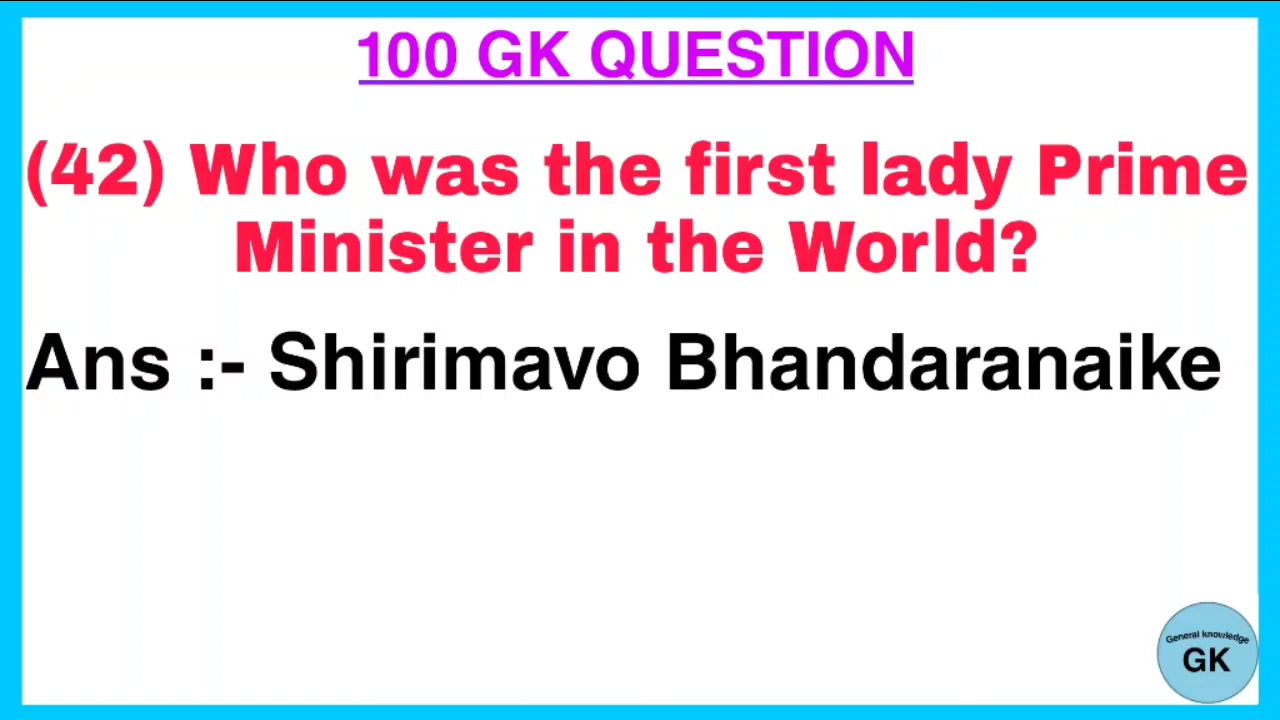 100 GK QUESTION
(42) Who was the first lady Prime
Minister in the World?
Ans :- Shirimavo Bhandaranaike
General knowledge
GK